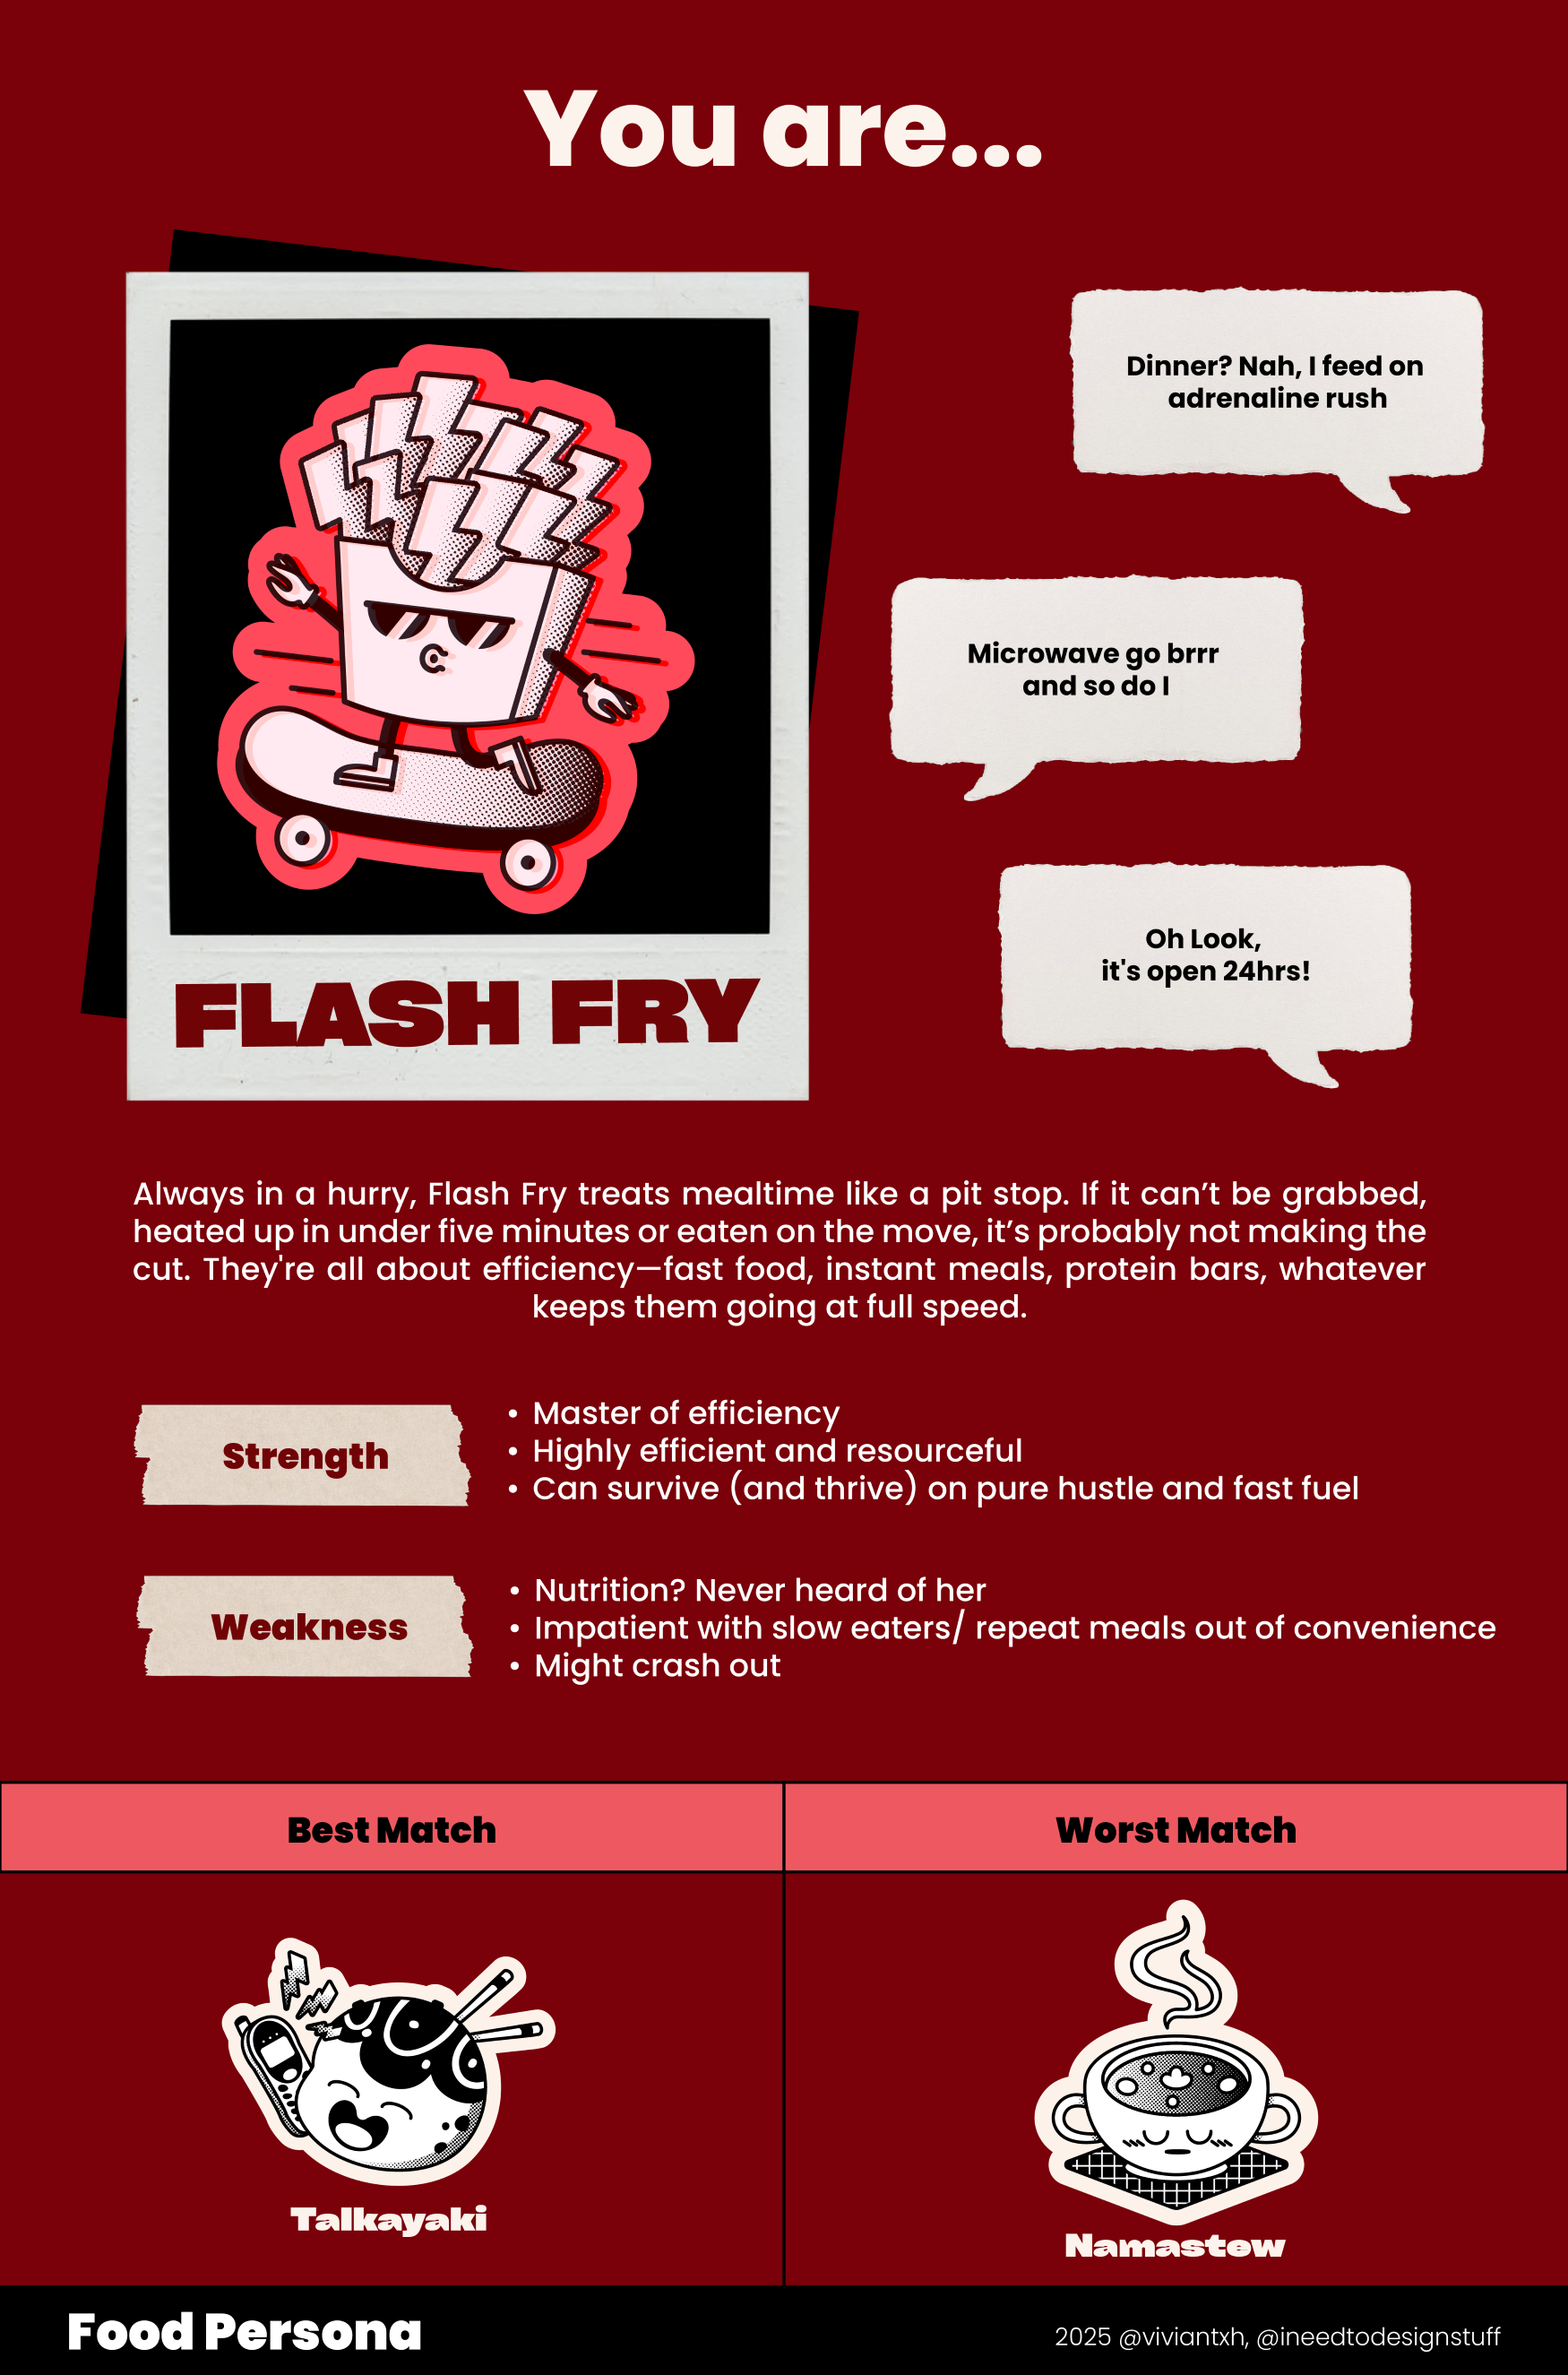 You are...
Dinner? Nah, I feed on
adrenaline rush
Microwave go brrr
and so do I
Oh Look,
it's open 24hrs!
FLASH FRY
Always in a hurry, Flash Fry treats mealtime like a pit stop. If it can’t be grabbed,
heated up in under five minutes or eaten on the move, it’s probably not making the
cut. They're all about efficiency—fast food, instant meals, protein bars, whatever
keeps them going at full speed.
Strength
• Master of efficiency
• Highly efficient and resourceful
• Can survive (and thrive) on pure hustle and fast fuel
Weakness
• Nutrition? Never heard of her
• Impatient with slow eaters/ repeat meals out of convenience
• Might crash out
Best Match
Worst Match
Talkayaki
Namastew
Food Persona
2025 @viviantxh, @ineedtodesignstuff